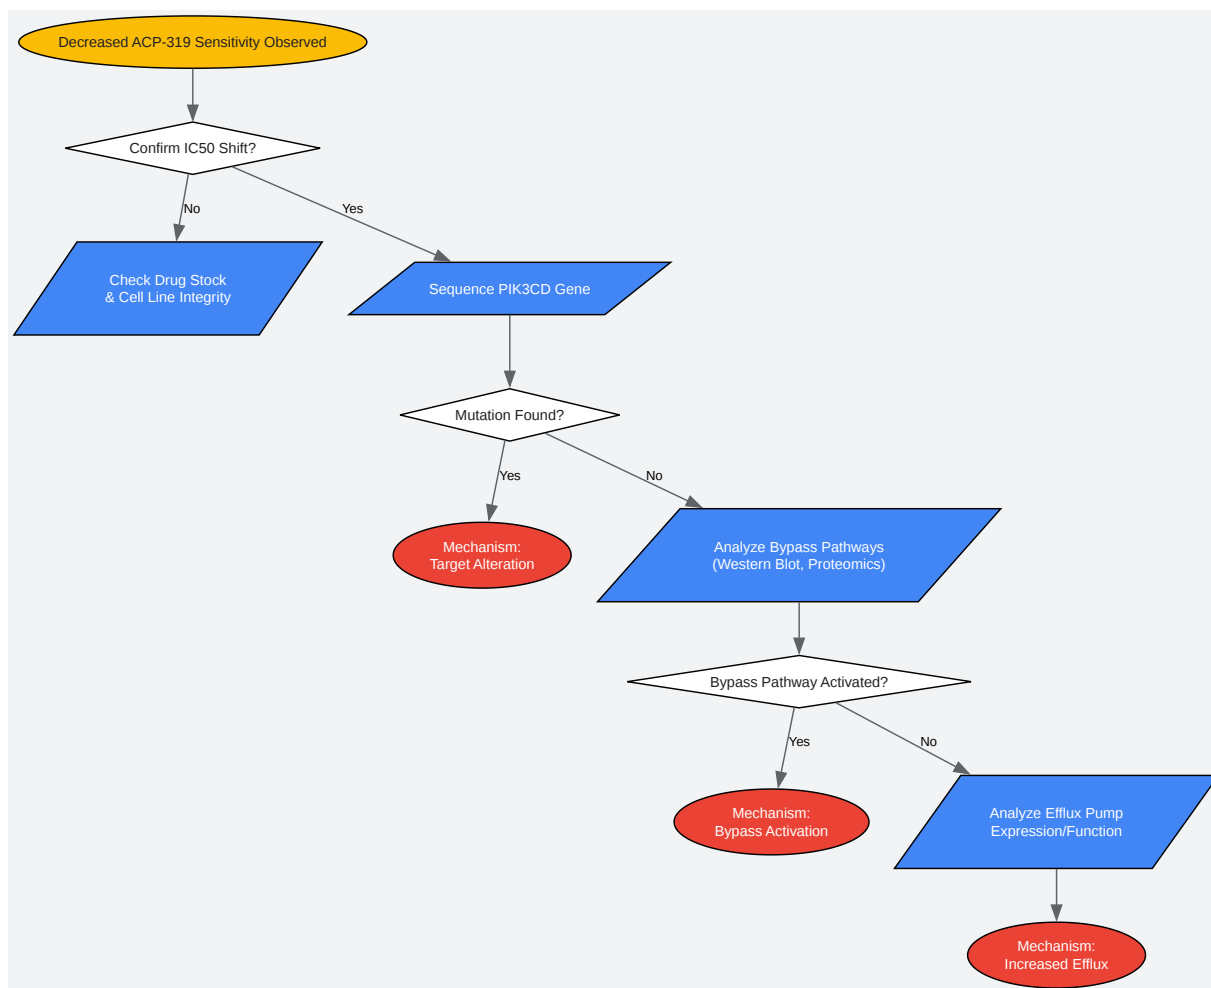 Decreased ACP-319 Sensitivity Observed
Confirm IC50 Shift?
No
Yes
Check Drug Stock
& Cell Line Integrity
Sequence PIK3CD Gene
Mutation Found?
Yes
No
Mechanism:
Target Alteration
Analyze Bypass Pathways
(Western Blot, Proteomics)
Bypass Pathway Activated?
Yes
No
Mechanism:
Bypass Activation
Analyze Efflux Pump
Expression/Function
Mechanism:
Increased Efflux